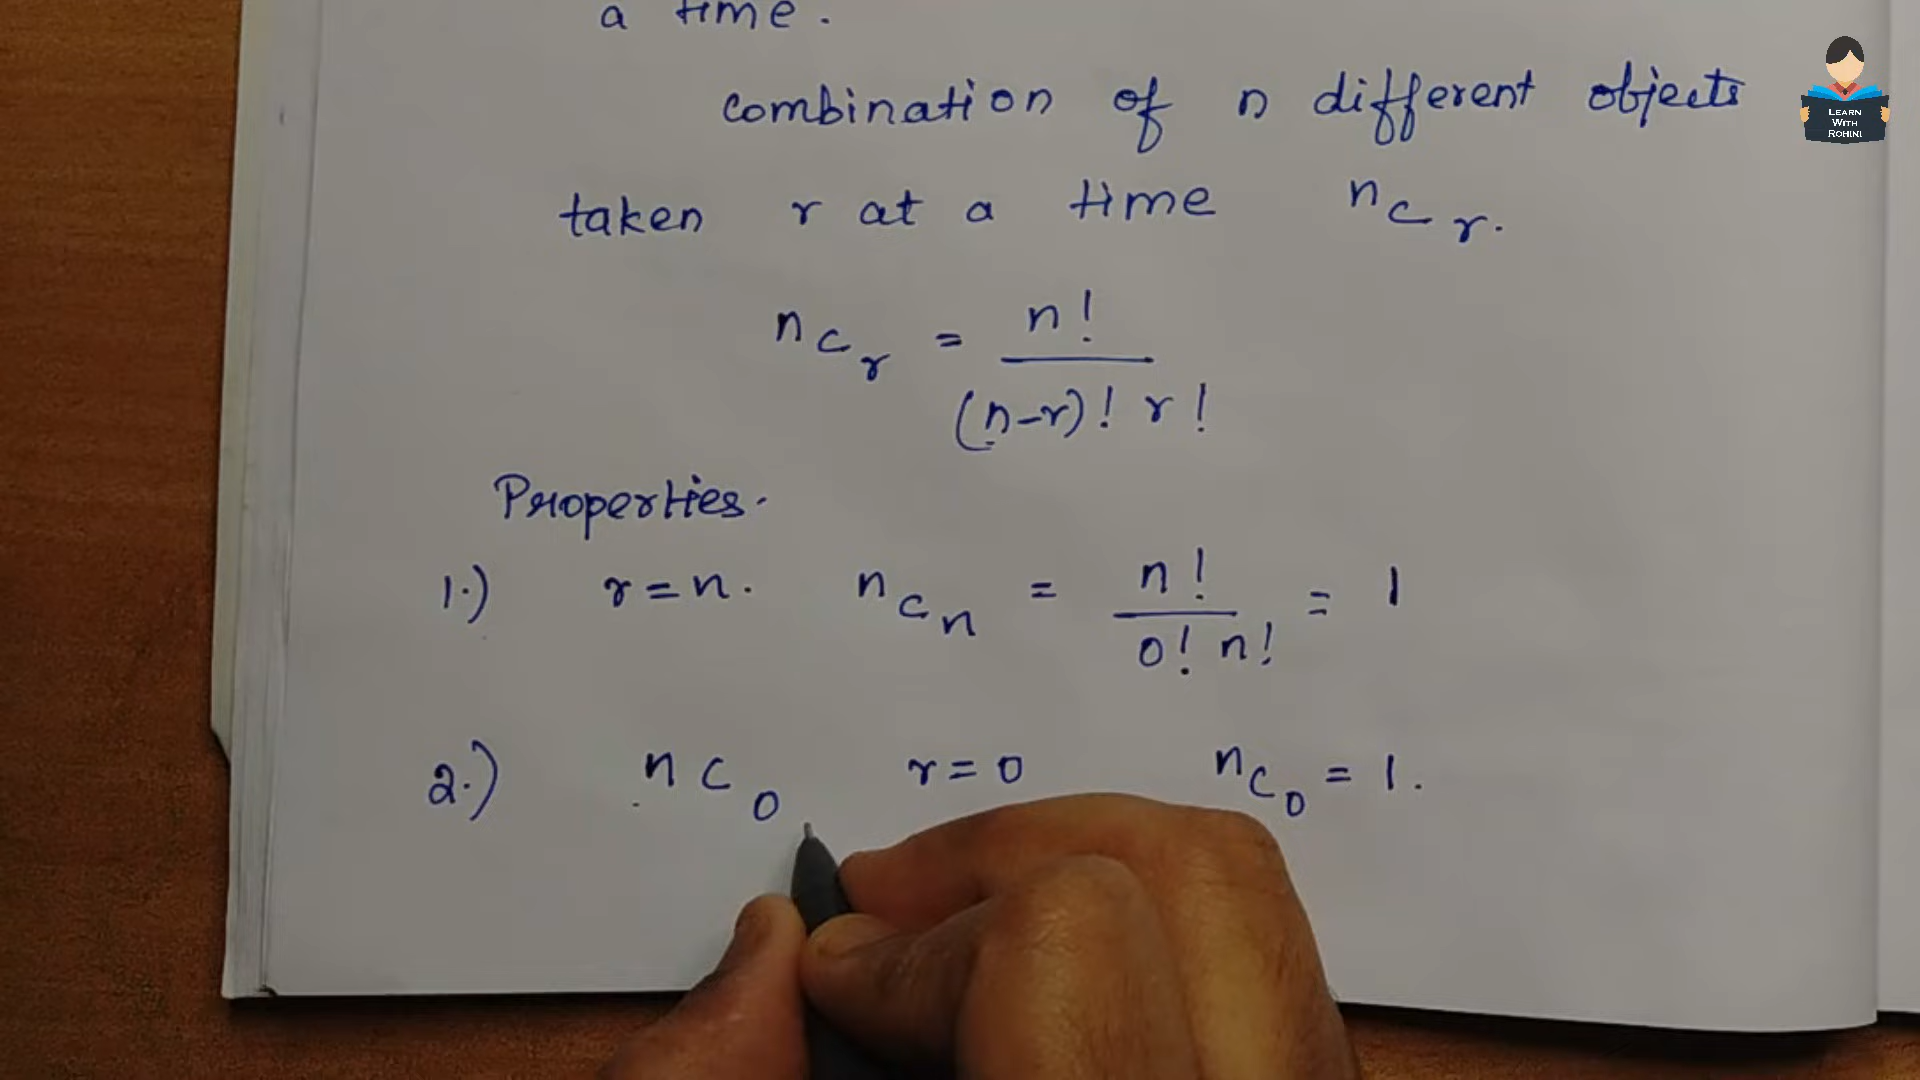 a time.
combination of n different objects
taken r at a time nCr.
nCr = n! / (n-r)! r!
Properties.
1.) r = n. nCn = n! / 0! n! = 1
2.) nC0 r = 0 nC0 = 1.
LEARN
WITH
ROHINI